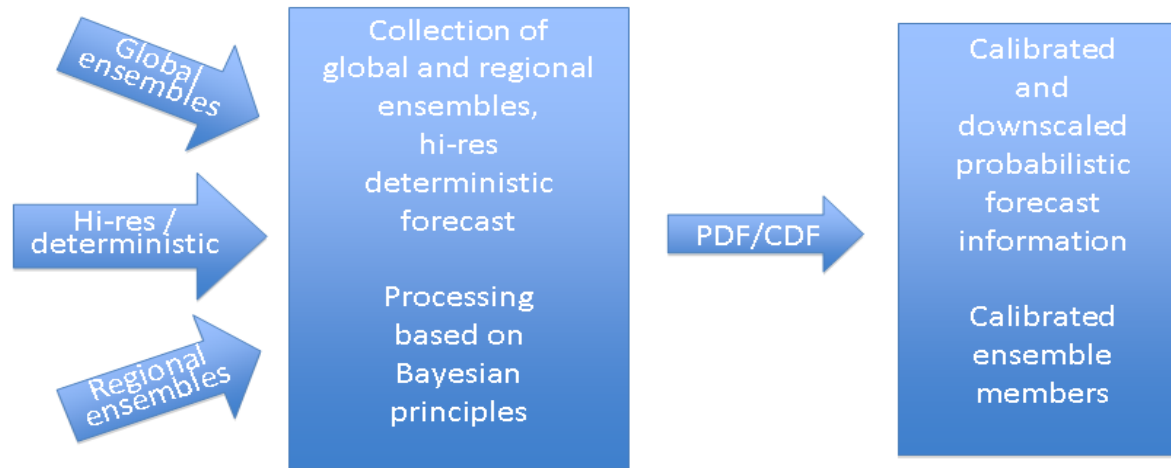 Global
ensembles
Hi-res /
deterministic
Regional
ensembles
Collection of
global and regional
ensembles,
hi-res
deterministic
forecast
Processing
based on
Bayesian
principles
PDF/CDF
Calibrated
and
downscaled
probabilistic
forecast
information
Calibrated
ensemble
members